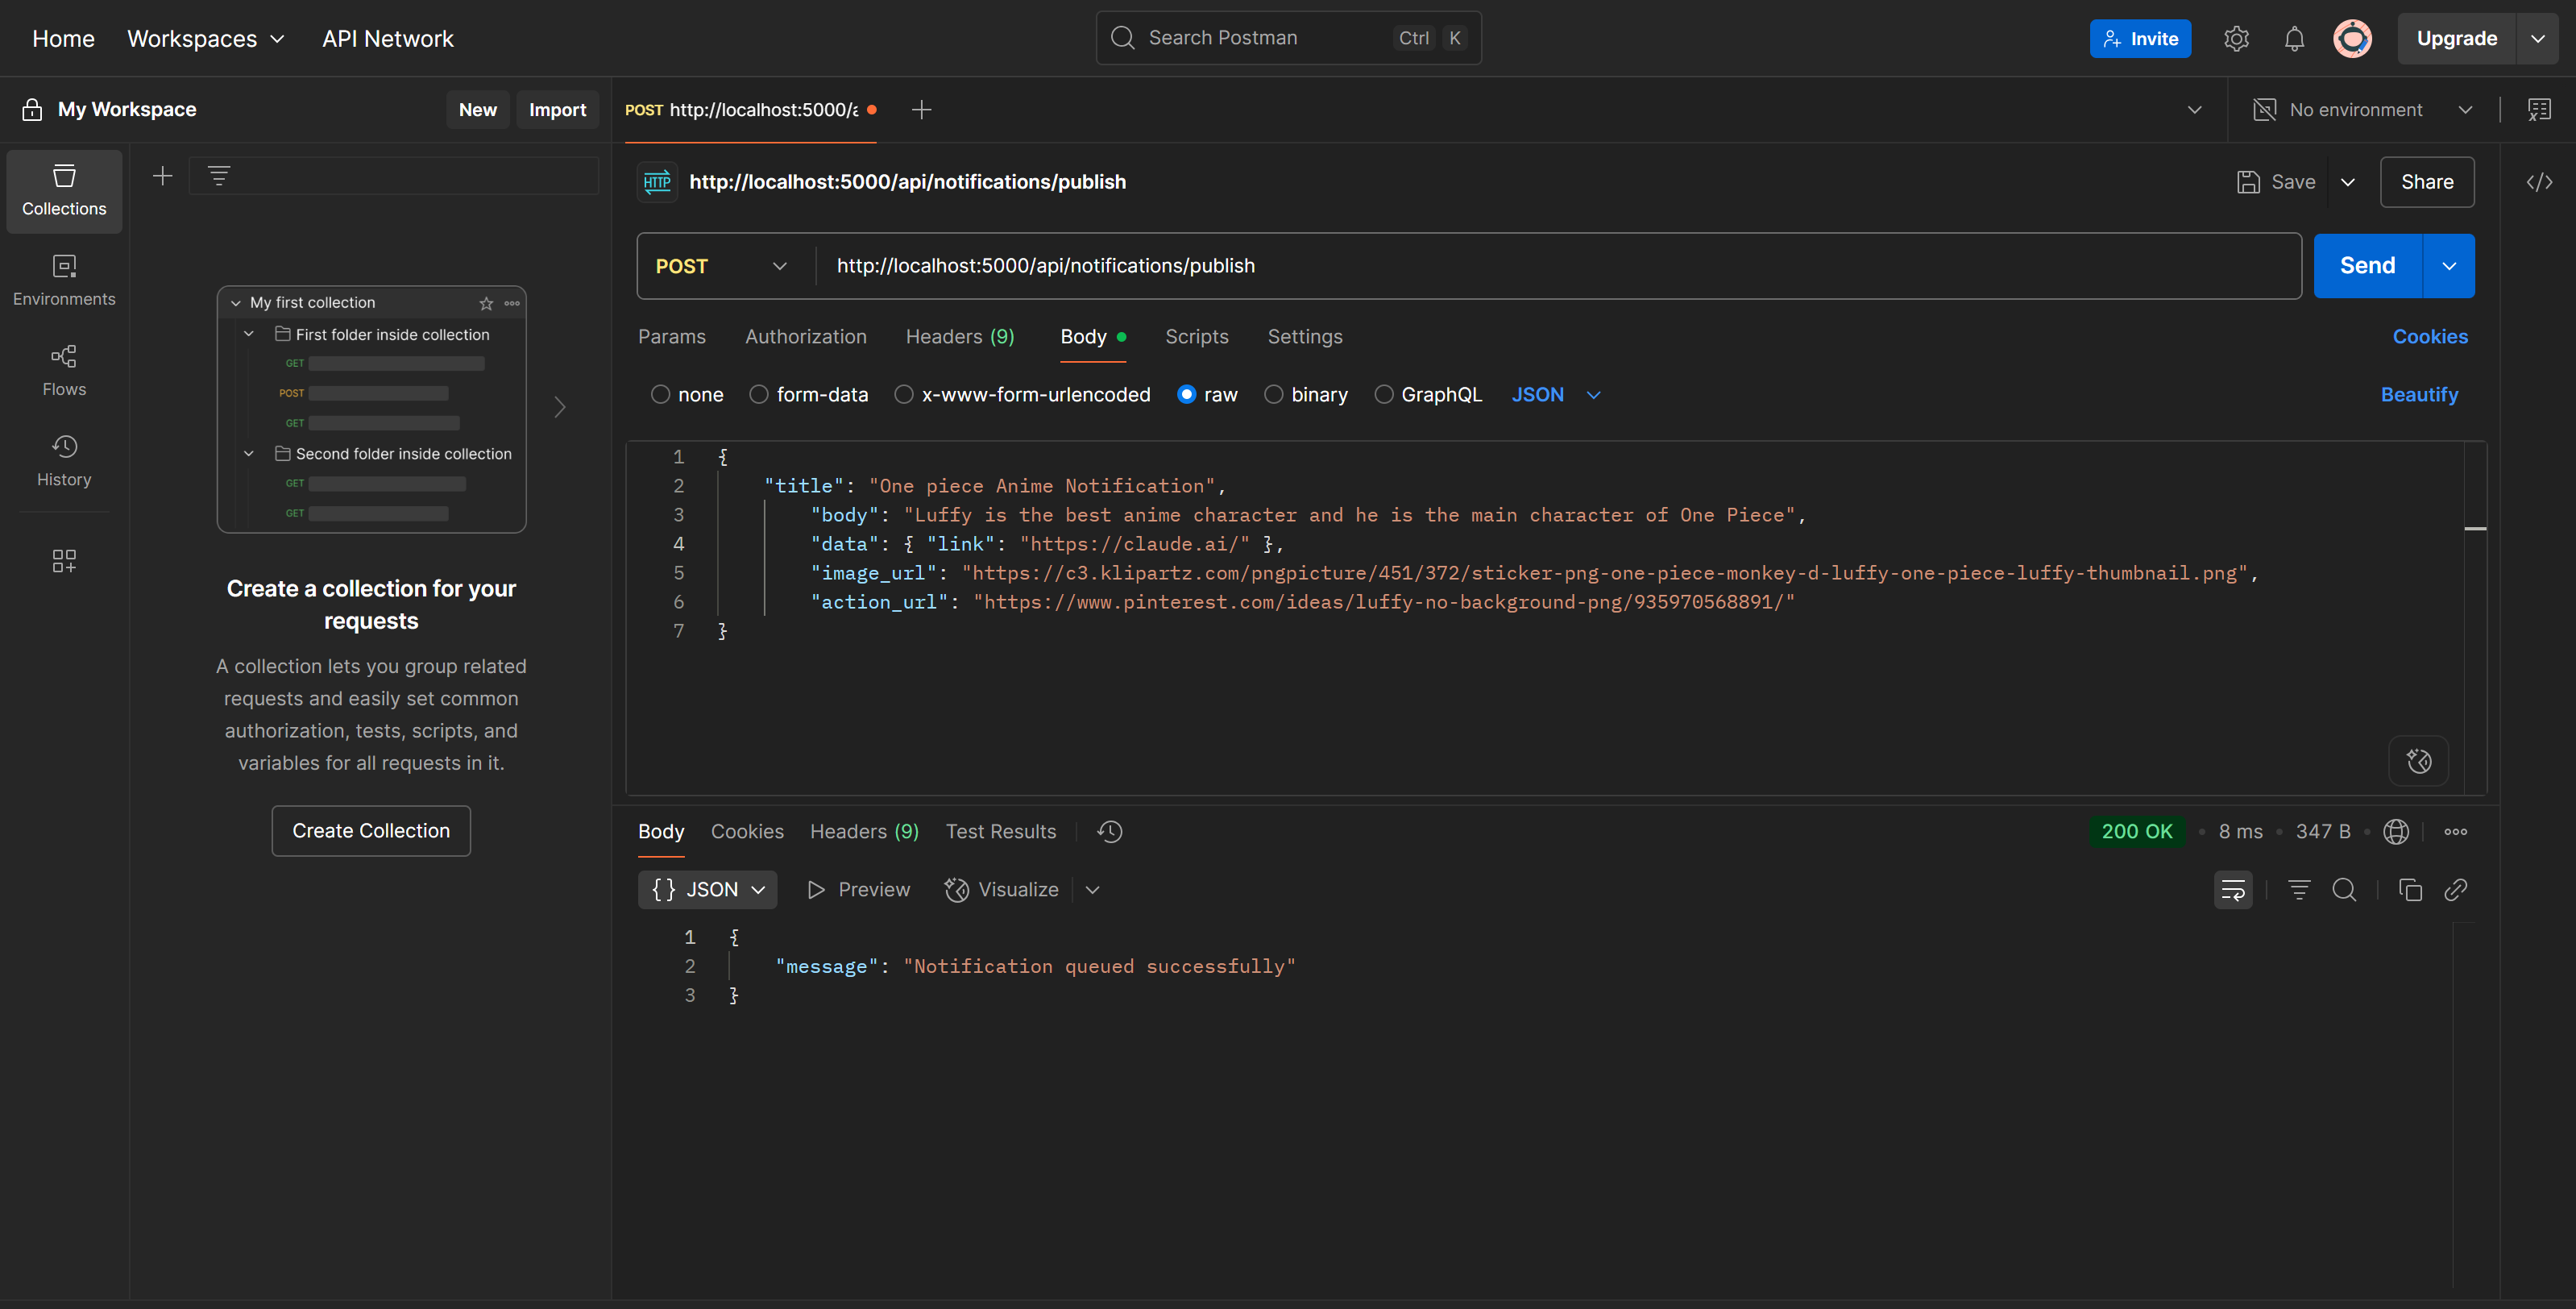 Home Workspaces API Network Search Postman Ctrl K Invite Upgrade
My Workspace New Import POST http://localhost:5000/a No environment
Collections
Environments
Flows
History
My first collection
First folder inside collection
GET
POST
GET
Second folder inside collection
GET
GET
Create a collection for your
requests
A collection lets you group related
requests and easily set common
authorization, tests, scripts, and
variables for all requests in it.
Create Collection
HTTP http://localhost:5000/api/notifications/publish Save Share </>
POST http://localhost:5000/api/notifications/publish Send
Params Authorization Headers (9) Body Scripts Settings Cookies
none form-data x-www-form-urlencoded raw binary GraphQL JSON Beautify
1 {
2 "title": "One piece Anime Notification",
3 "body": "Luffy is the best anime character and he is the main character of One Piece",
4 "data": { "link": "https://claude.ai/" },
5 "image_url": "https://c3.klipartz.com/pngpicture/451/372/sticker-png-one-piece-monkey-d-luffy-one-piece-luffy-thumbnail.png",
6 "action_url": "https://www.pinterest.com/ideas/luffy-no-background-png/935970568891/"
7 }
Body Cookies Headers (9) Test Results 200 OK • 8 ms • 347 B •
{ } JSON Preview Visualize
1 {
2 "message": "Notification queued successfully"
3 }